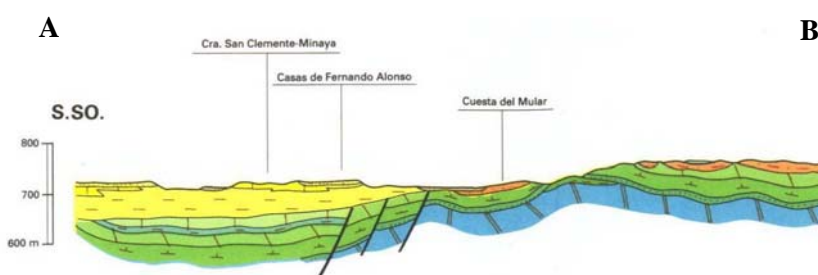 A
B
Cra. San Clemente-Minaya
Casas de Fernando Alonso
Cuesta del Mular
S.SO.
800
700
600 m